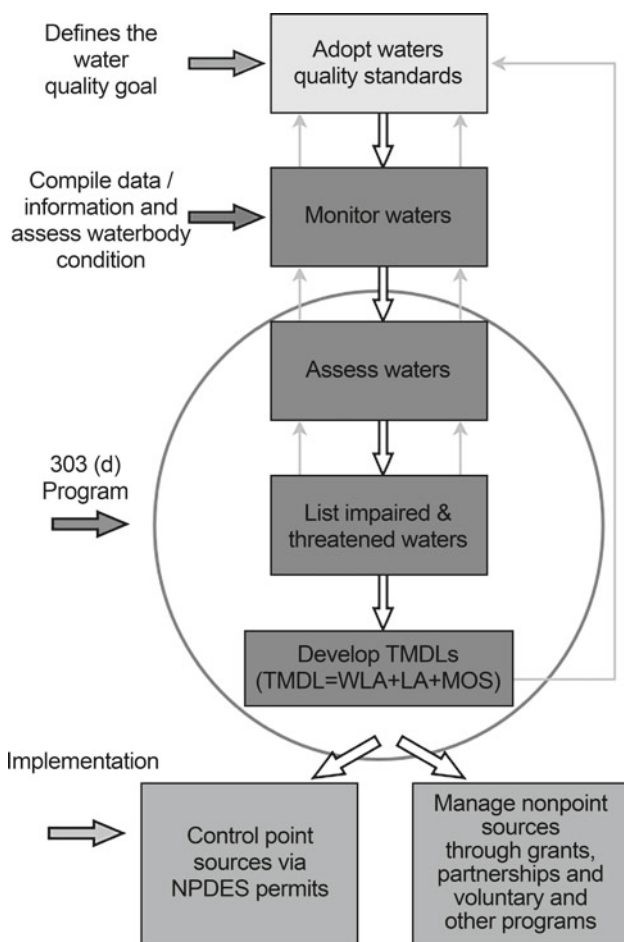 Defines the
water
quality goal
Adopt waters
quality standards
Compile data /
information and
assess waterbody
condition
Monitor waters
Assess waters
303 (d)
Program
List impaired &
threatened waters
Develop TMDLs
(TMDL=WLA+LA+MOS)
Implementation
Control point
sources via
NPDES permits
Manage nonpoint
sources
through grants,
partnerships and
voluntary and
other programs